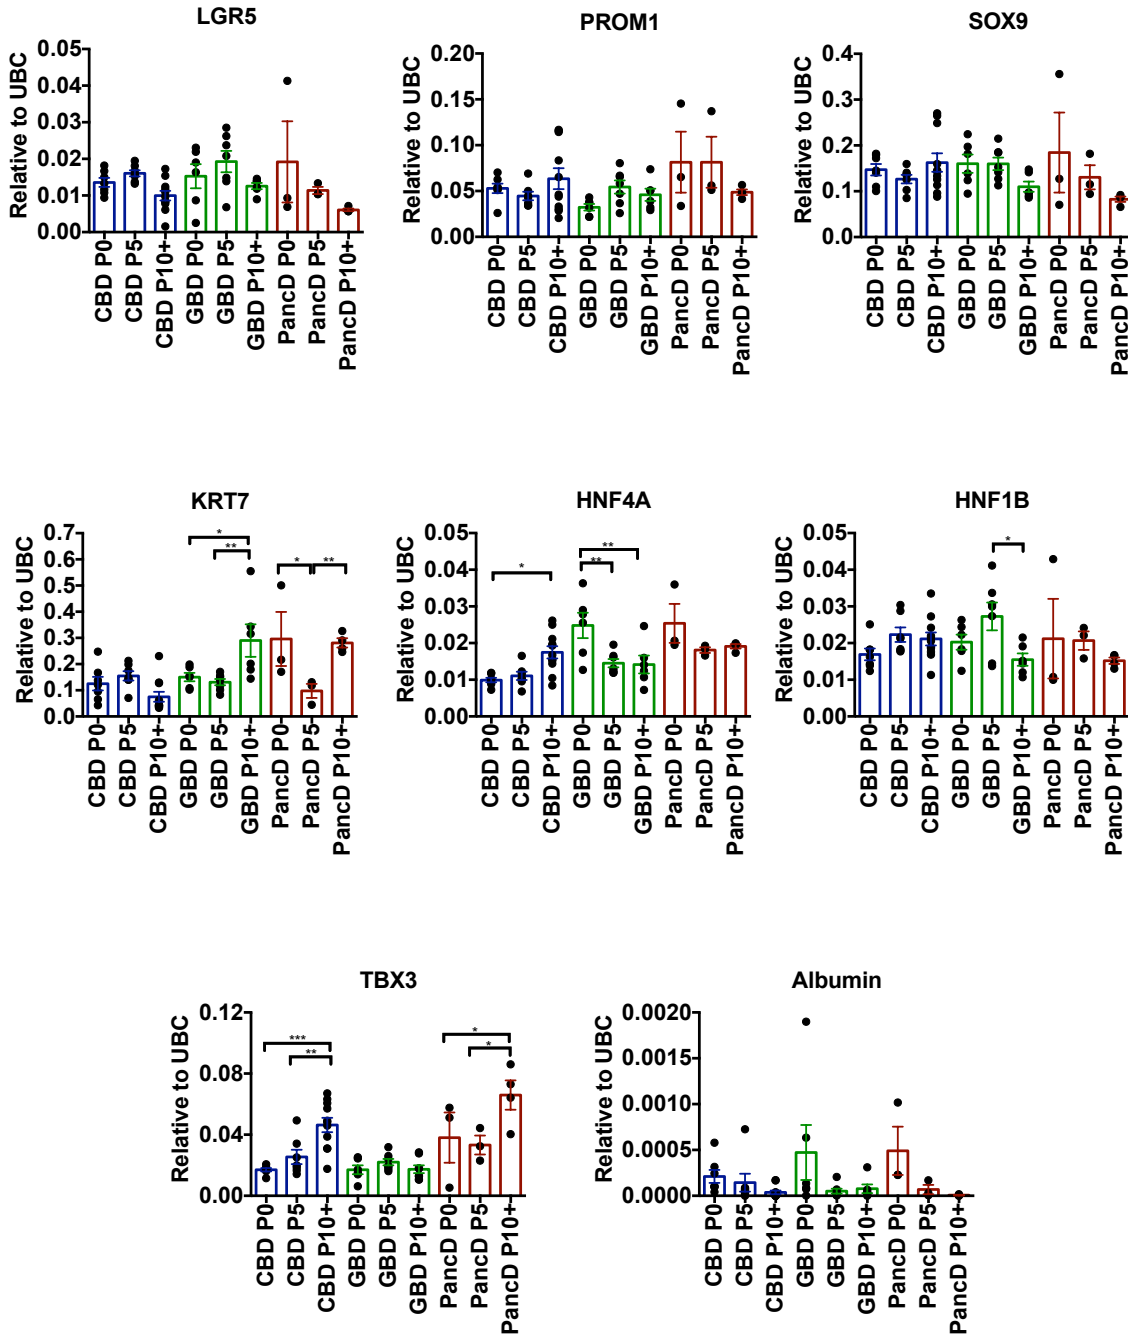 LGR5
Relative to UBC
0.05
0.04
0.03
0.02
0.01
0.00
CBD P0
CBD P5
CBD P10+
GBD P0
GBD P5
GBD P10+
PancD P0
PancD P5
PancD P10+
PROM1
Relative to UBC
0.20
0.15
0.10
0.05
0.00
CBD P0
CBD P5
CBD P10+
GBD P0
GBD P5
GBD P10+
PancD P0
PancD P5
PancD P10+
SOX9
Relative to UBC
0.4
0.3
0.2
0.1
0.0
CBD P0
CBD P5
CBD P10+
GBD P0
GBD P5
GBD P10+
PancD P0
PancD P5
PancD P10+
KRT7
Relative to UBC
0.7
0.6
0.5
0.4
0.3
0.2
0.1
0.0
*
**
*
**
CBD P0
CBD P5
CBD P10+
GBD P0
GBD P5
GBD P10+
PancD P0
PancD P5
PancD P10+
HNF4A
Relative to UBC
0.05
0.04
0.03
0.02
0.01
0.00
*
**
**
CBD P0
CBD P5
CBD P10+
GBD P0
GBD P5
GBD P10+
PancD P0
PancD P5
PancD P10+
HNF1B
Relative to UBC
0.05
0.04
0.03
0.02
0.01
0.00
*
CBD P0
CBD P5
CBD P10+
GBD P0
GBD P5
GBD P10+
PancD P0
PancD P5
PancD P10+
TBX3
Relative to UBC
0.12
0.08
0.04
0.00
***
**
*
*
CBD P0
CBD P5
CBD P10+
GBD P0
GBD P5
GBD P10+
PancD P0
PancD P5
PancD P10+
Albumin
Relative to UBC
0.0020
0.0015
0.0010
0.0005
0.0000
CBD P0
CBD P5
CBD P10+
GBD P0
GBD P5
GBD P10+
PancD P0
PancD P5
PancD P10+